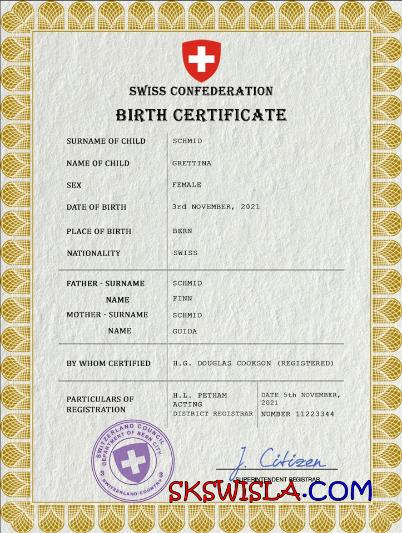 SWISS CONFEDERATION
BIRTH CERTIFICATE
SURNAME OF CHILD SCHMID
NAME OF CHILD GRETTINA
SEX FEMALE
DATE OF BIRTH 3rd NOVEMBER, 2021
PLACE OF BIRTH BERN
NATIONALITY SWISS
FATHER - SURNAME SCHMID
NAME FINN
MOTHER - SURNAME SCHMID
NAME GUIDA
BY WHOM CERTIFIED H.G. DOUGLAS COOKSON (REGISTERED)
PARTICULARS OF REGISTRATION
H.L. PETHAM
ACTING
DISTRICT REGISTRAR
DATE 5th NOVEMBER,
2021
NUMBER 11223344
SWITZERLAND COUNCIL
DEPARTMENT OF BERN CITY
SWITZERLAND COUNTRY
J. Citizen
SUPERINTENDENT REGISTRAR
SKSWISLA.COM